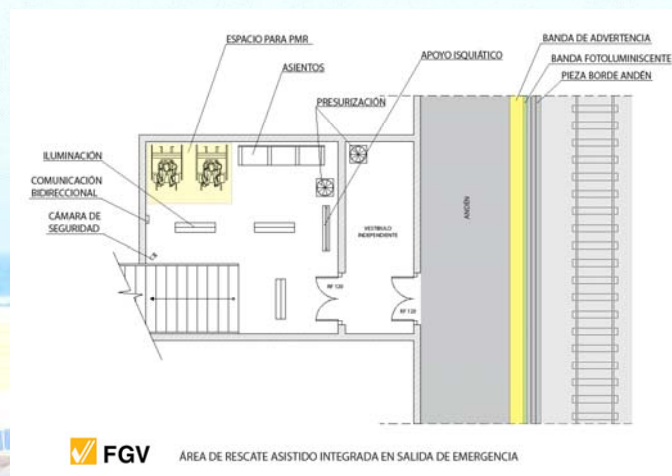 ESPACIO PARA PMR
ASIENTOS
APOYO ISQUIÁTICO
BANDA DE ADVERTENCIA
BANDA FOTOLUMINISCENTE
PIEZA BORDE ANDÉN
PRESURIZACIÓN
ILUMINACIÓN
COMUNICACIÓN
BIDIRECCIONAL
CÁMARA DE
SEGURIDAD
VESTIBULO
INDEPENDIENTE
ANDÉN
RF 120
RF 120
FGV
ÁREA DE RESCATE ASISTIDO INTEGRADA EN SALIDA DE EMERGENCIA